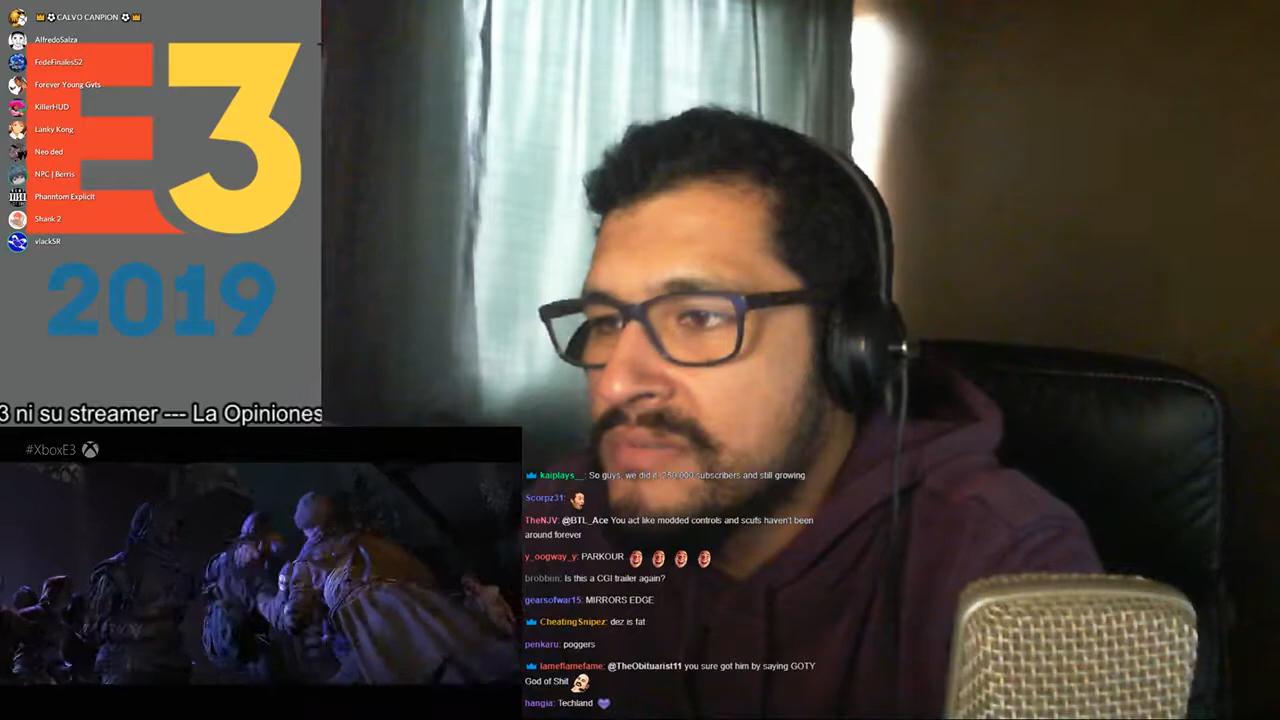 CALVO CANPION
AlfredoSalza
FedeFinales52
Forever Young Gvts
KillerHUD
Lanky Kong
Neo ded
NPC | Berris
Phanntom Explicit
Shank 2
vlackSR
E3
2019
3 ni su streamer --- La Opiniones
#XboxE3
kaiplays__: So guys, we did it. 250,000 subscribers and still growing
Scorpz31:
TheNJV: @BTL_Ace You act like modded controls and scufs haven't been
around forever
y_oogway_y: PARKOUR
brobbin: Is this a CGI trailer again?
gearsofwar15: MIRRORS EDGE
CheatingSnipez: dez is fat
penkaru: poggers
lameflamefame: @TheObituarist11 you sure got him by saying GOTY
God of Shit
hangia: Techland